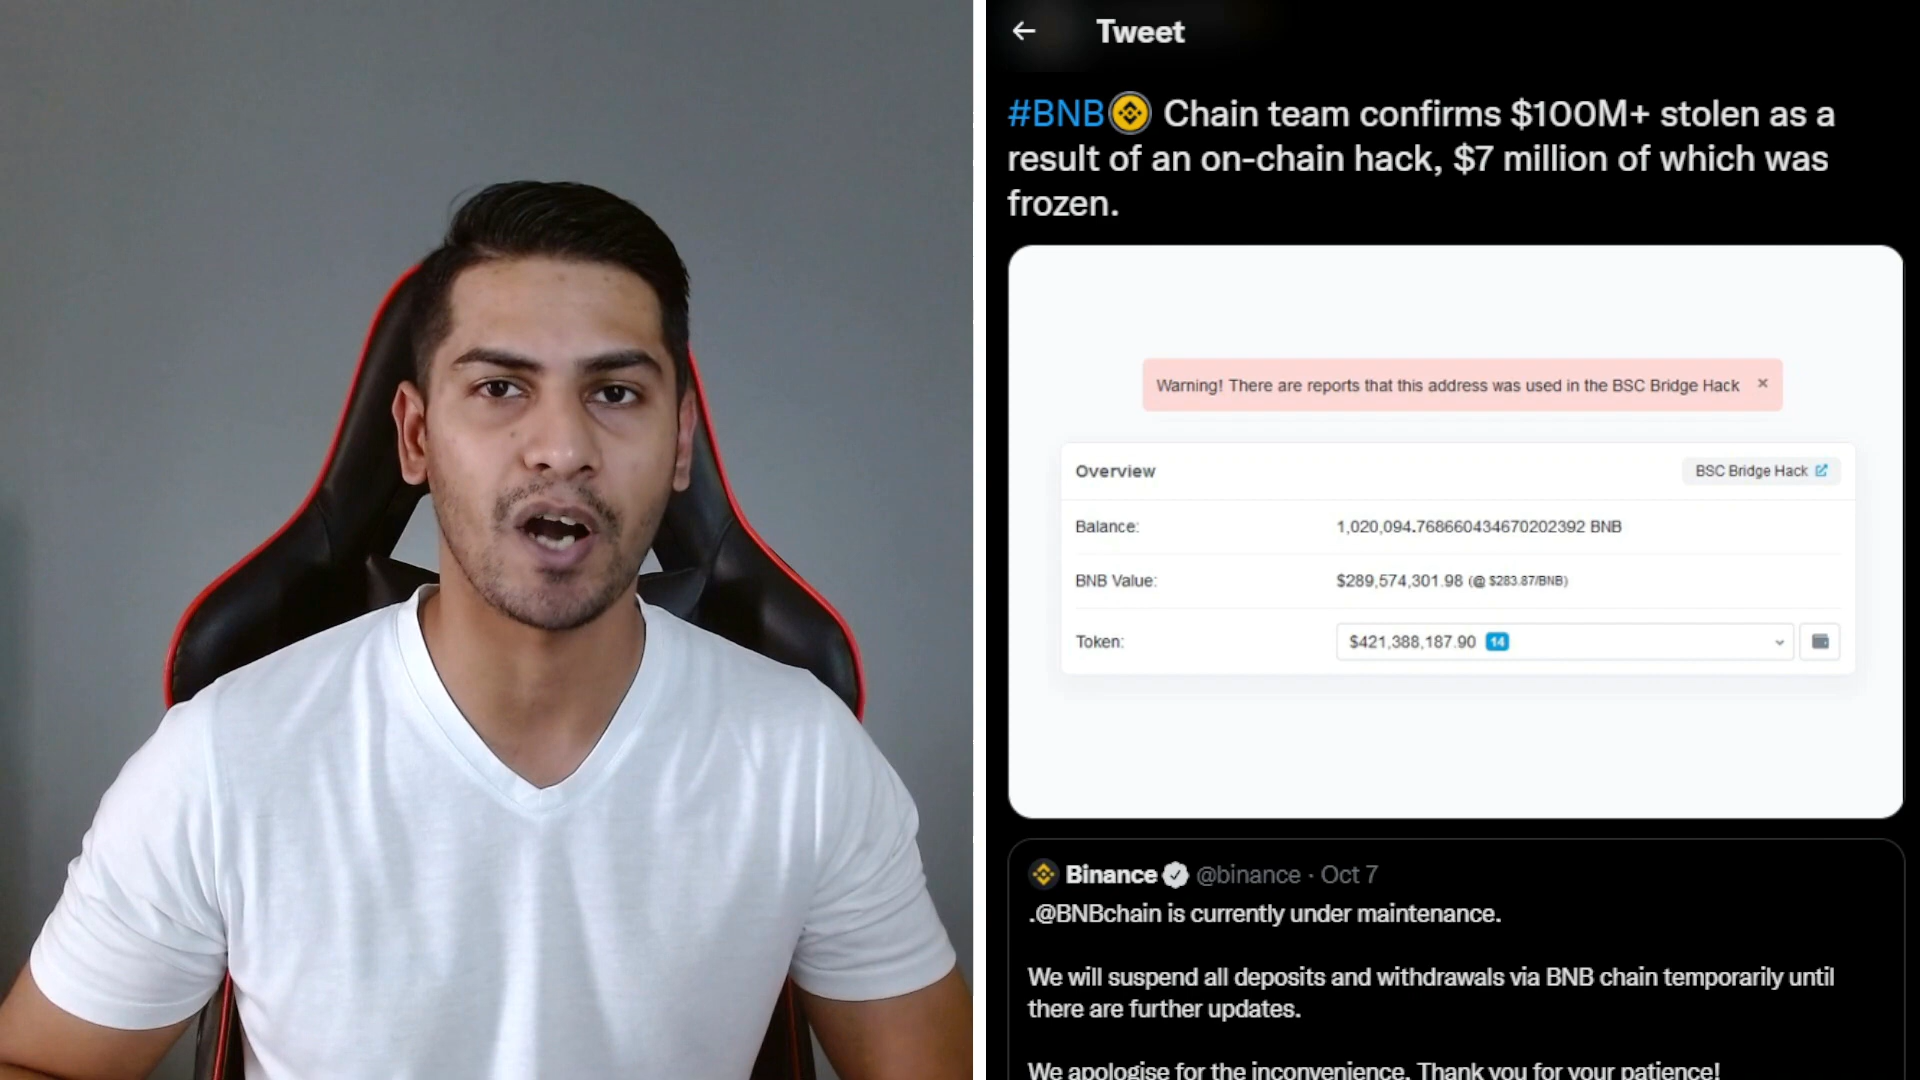 Tweet
#BNB Chain team confirms $100M+ stolen as a
result of an on-chain hack, $7 million of which was
frozen.
Warning! There are reports that this address was used in the BSC Bridge Hack
Overview
BSC Bridge Hack
Balance: 1,020,094.768660434670202392 BNB
BNB Value: $289,574,301.98 (@ $283.87/BNB)
Token: $421,388,187.90 14
Binance @binance · Oct 7
.@BNBchain is currently under maintenance.
We will suspend all deposits and withdrawals via BNB chain temporarily until
there are further updates.
We apologise for the inconvenience. Thank you for your patience!